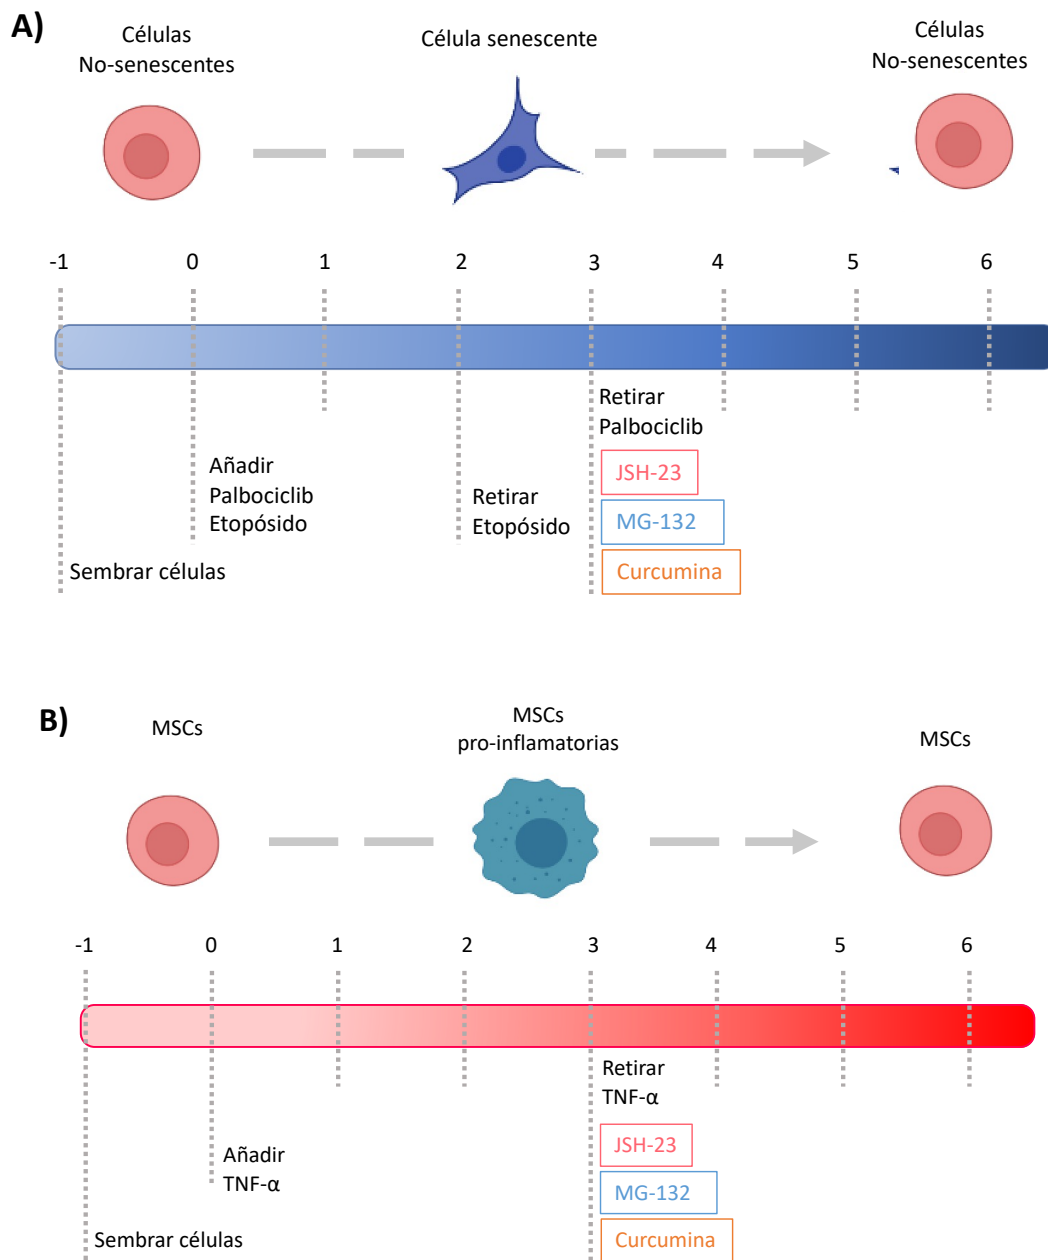 A)
Células
No-senescentes
Célula senescente
Células
No-senescentes
-1
0
1
2
3
4
5
6
Retirar
Palbociclib
Añadir
Palbociclib
Etopósido
Retirar
Etopósido
JSH-23
MG-132
Curcumina
Sembrar células
B)
MSCs
MSCs
pro-inflamatorias
MSCs
-1
0
1
2
3
4
5
6
Retirar
TNF-α
Añadir
TNF-α
JSH-23
MG-132
Curcumina
Sembrar células